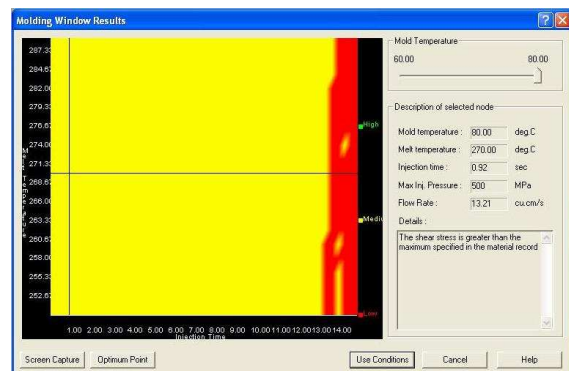 Molding Window Results
Mold Temperature
60.00 80.00
287.33
284.67
282.00
279.33
276.67
274.00
271.33
268.67
266.00
263.33
260.67
258.00
255.33
252.67
Melt Temperature
High
Medium
Low
1.00 2.00 3.00 4.00 5.00 6.00 7.00 8.00 9.00 10.00 11.00 12.00 13.00 14.00
Injection Time
Description of selected node
Mold temperature : 80.00 deg.C
Melt temperature : 270.00 deg.C
Injection time : 0.92 sec
Max Inj. Pressure : 500 MPa
Flow Rate : 13.21 cu.cm/s
Details :
The shear stress is greater than the
maximum specified in the material record
Screen Capture Optimum Point Use Conditions Cancel Help